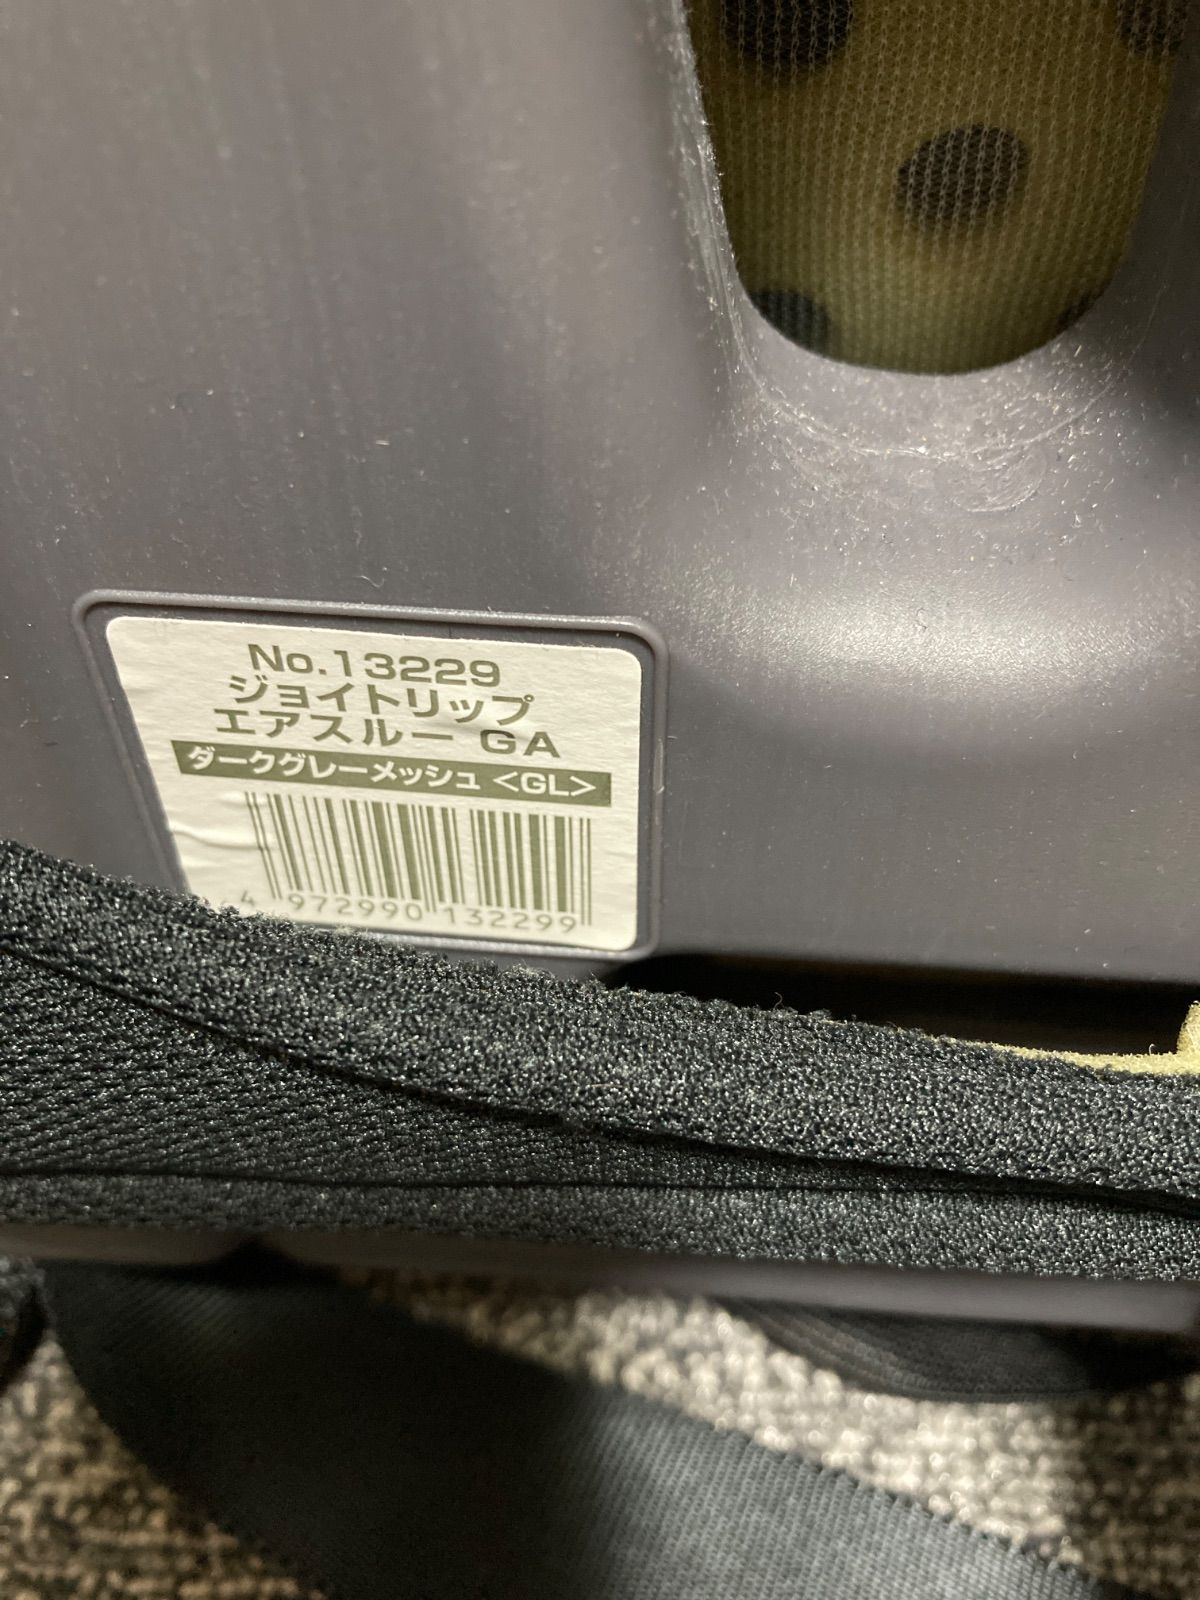 No.13229
ジョイトリップ
エアスルー GA
ダークグレーメッシュ <GL>
4 972990 132299